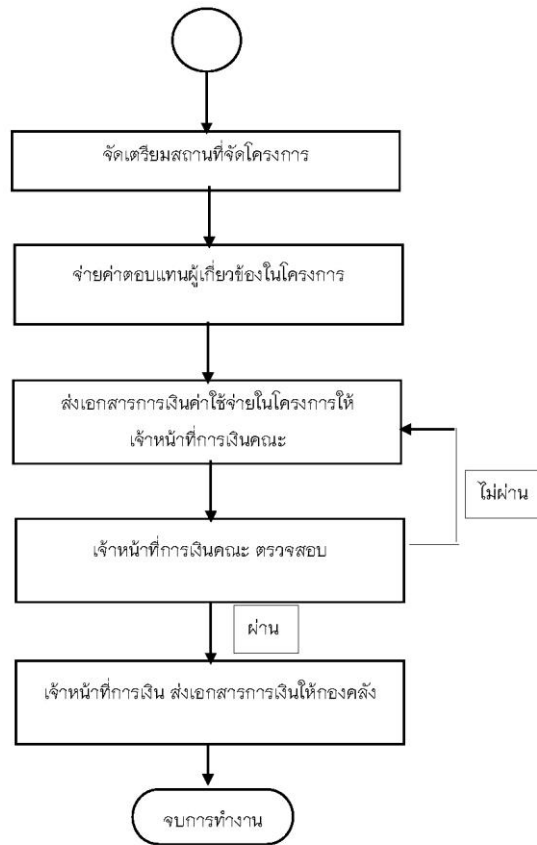 จัดเตรียมสถานที่จัดโครงการ
จ่ายค่าตอบแทนผู้เกี่ยวข้องในโครงการ
ส่งเอกสารการเงินค่าใช้จ่ายในโครงการให้
เจ้าหน้าที่การเงินคณะ
ไม่ผ่าน
เจ้าหน้าที่การเงินคณะ ตรวจสอบ
ผ่าน
เจ้าหน้าที่การเงิน ส่งเอกสารการเงินให้กองคลัง
จบการทำงาน